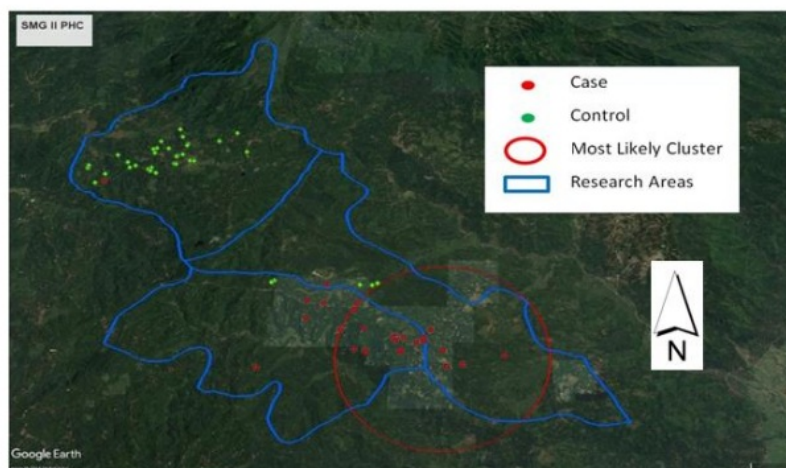 SMG II PHC
Case
Control
Most Likely Cluster
Research Areas
N
Google Earth